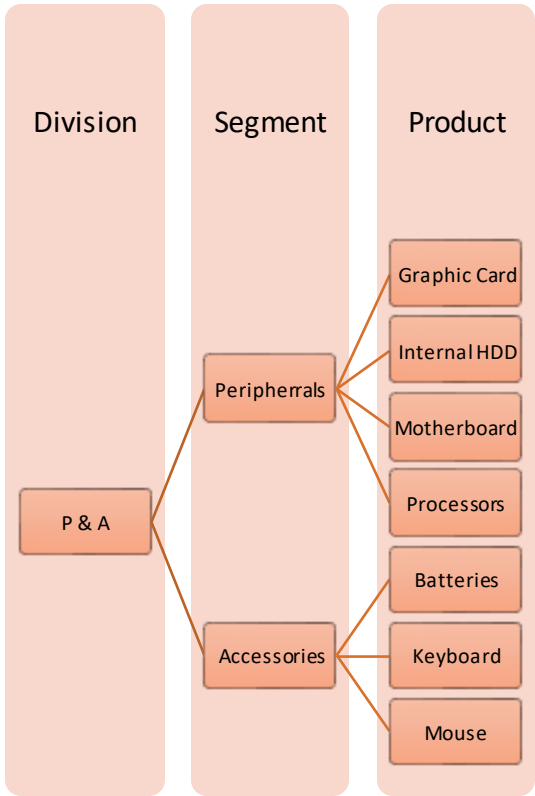 Division
Segment
Product
P & A
Peripherrals
Accessories
Graphic Card
Internal HDD
Motherboard
Processors
Batteries
Keyboard
Mouse